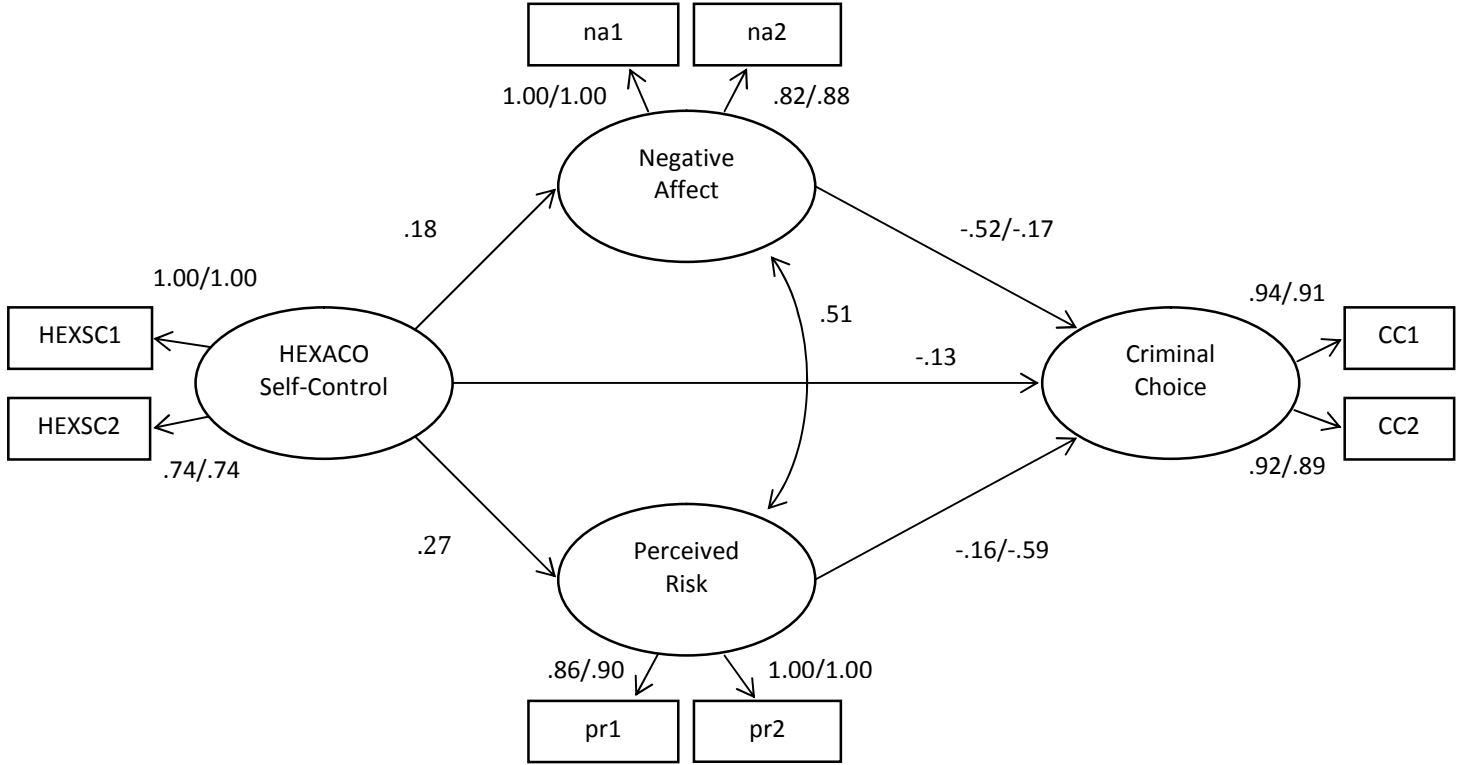 na1
na2
1.00/1.00
.82/.88
Negative
Affect
.18
-.52/-.17
1.00/1.00
.94/.91
HEXSC1
HEXACO
Self-Control
.51
-.13
Criminal
Choice
CC1
HEXSC2
CC2
.74/.74
.92/.89
.27
Perceived
Risk
-.16/-.59
.86/.90
1.00/1.00
pr1
pr2